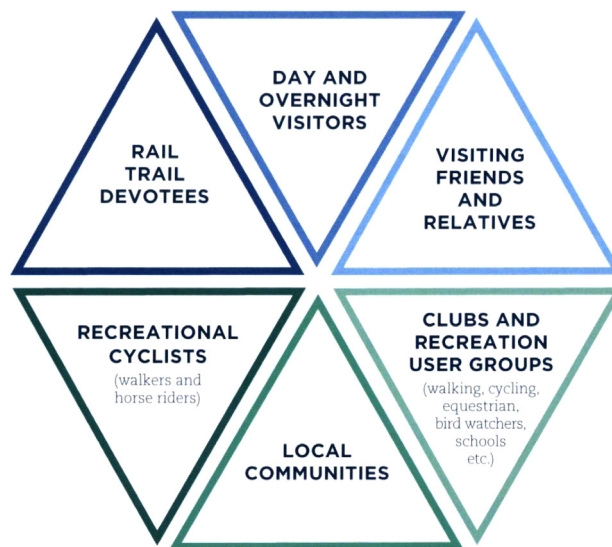 DAY AND
OVERNIGHT
VISITORS
RAIL
TRAIL
DEVOTEES
VISITING
FRIENDS
AND
RELATIVES
RECREATIONAL
CYCLISTS
(walkers and
horse riders)
CLUBS AND
RECREATION
USER GROUPS
(walking, cycling,
equestrian,
bird watchers,
schools
etc.)
LOCAL
COMMUNITIES